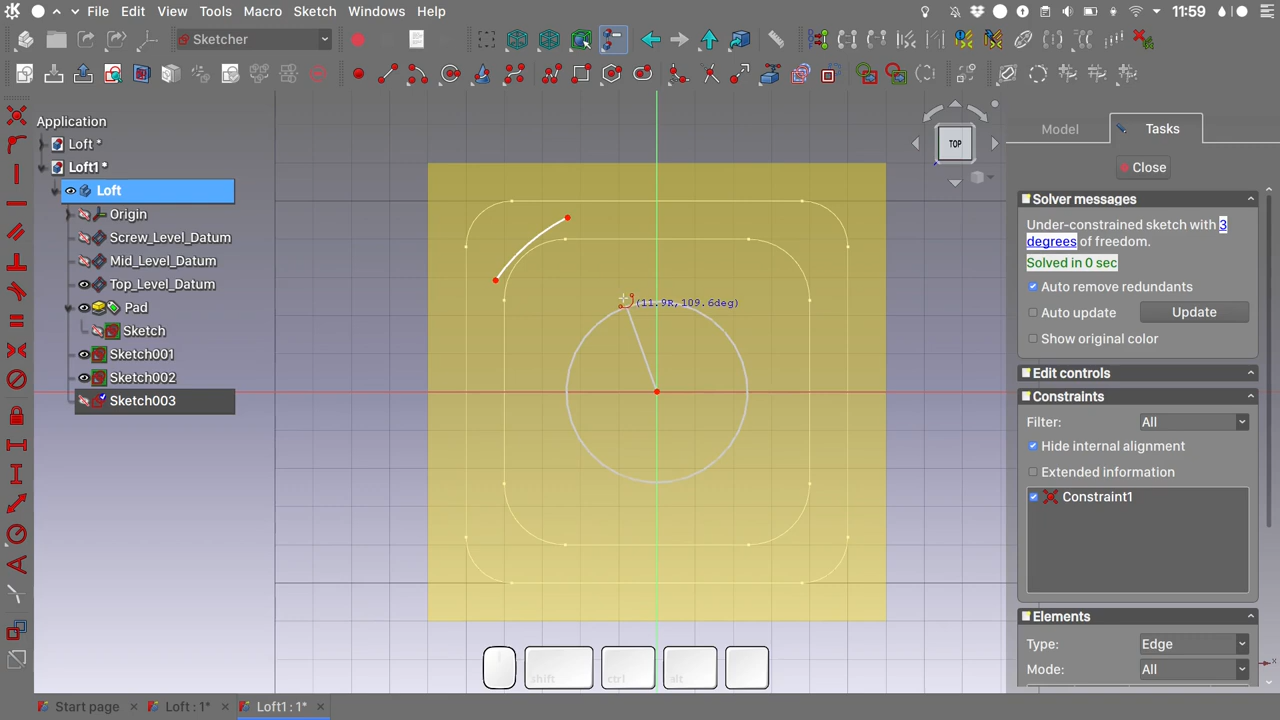 File Edit View Tools Macro Sketch Windows Help 11:59
Sketcher
Application
Loft *
Loft1 *
Loft
Origin
Screw_Level_Datum
Mid_Level_Datum
Top_Level_Datum
Pad
Sketch
Sketch001
Sketch002
Sketch003
(11.9R,109.6deg)
TOP
Model Tasks
Close
Solver messages
Under-constrained sketch with 3
degrees of freedom.
Solved in 0 sec
Auto remove redundants
Auto update Update
Show original color
Edit controls
Constraints
Filter: All
Hide internal alignment
Extended information
Constraint1
Elements
Type: Edge
Mode: All
shift ctrl alt
Start page Loft : 1* Loft1 : 1*